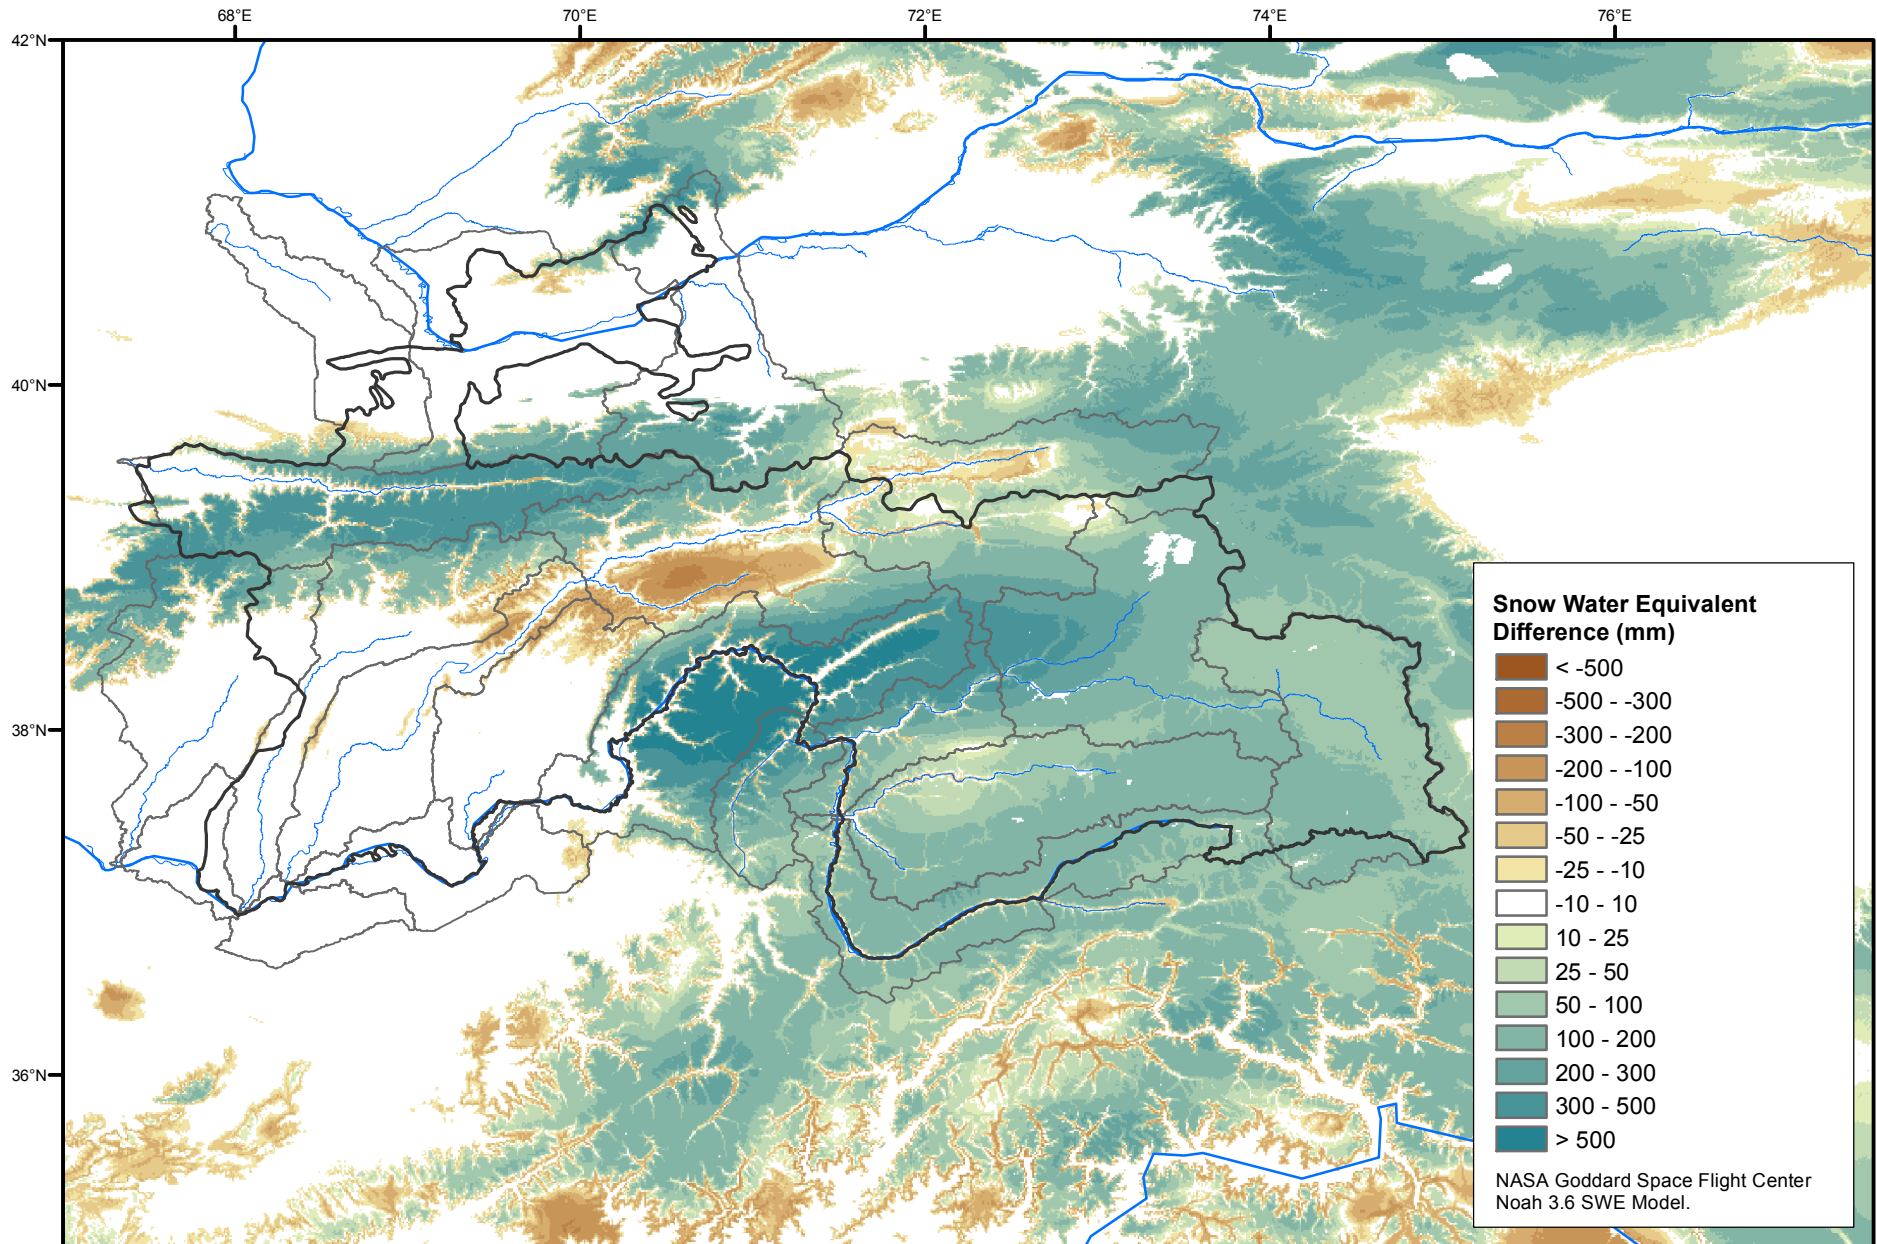 68°E
70°E
72°E
74°E
76°E
42°N
40°N
38°N
36°N
Snow Water Equivalent
Difference (mm)
< -500
-500 - -300
-300 - -200
-200 - -100
-100 - -50
-50 - -25
-25 - -10
-10 - 10
10 - 25
25 - 50
50 - 100
100 - 200
200 - 300
300 - 500
> 500
NASA Goddard Space Flight Center
Noah 3.6 SWE Model.